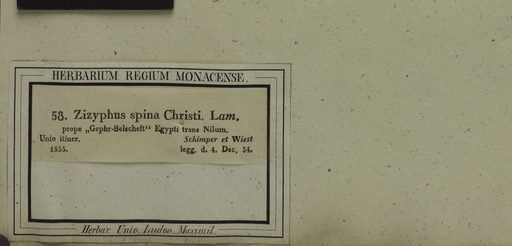 HERBARIUM REGIUM MONACENSE.
58. Zizyphus spina Christi. Lam.
prope „Gephr-Belscheft“ Egypti trans Nilum.
Unio itiner. Schimper et Wiest
1835. legg. d. 4. Dec. 34.
Herbar. Univ. Ludov. Maximil.